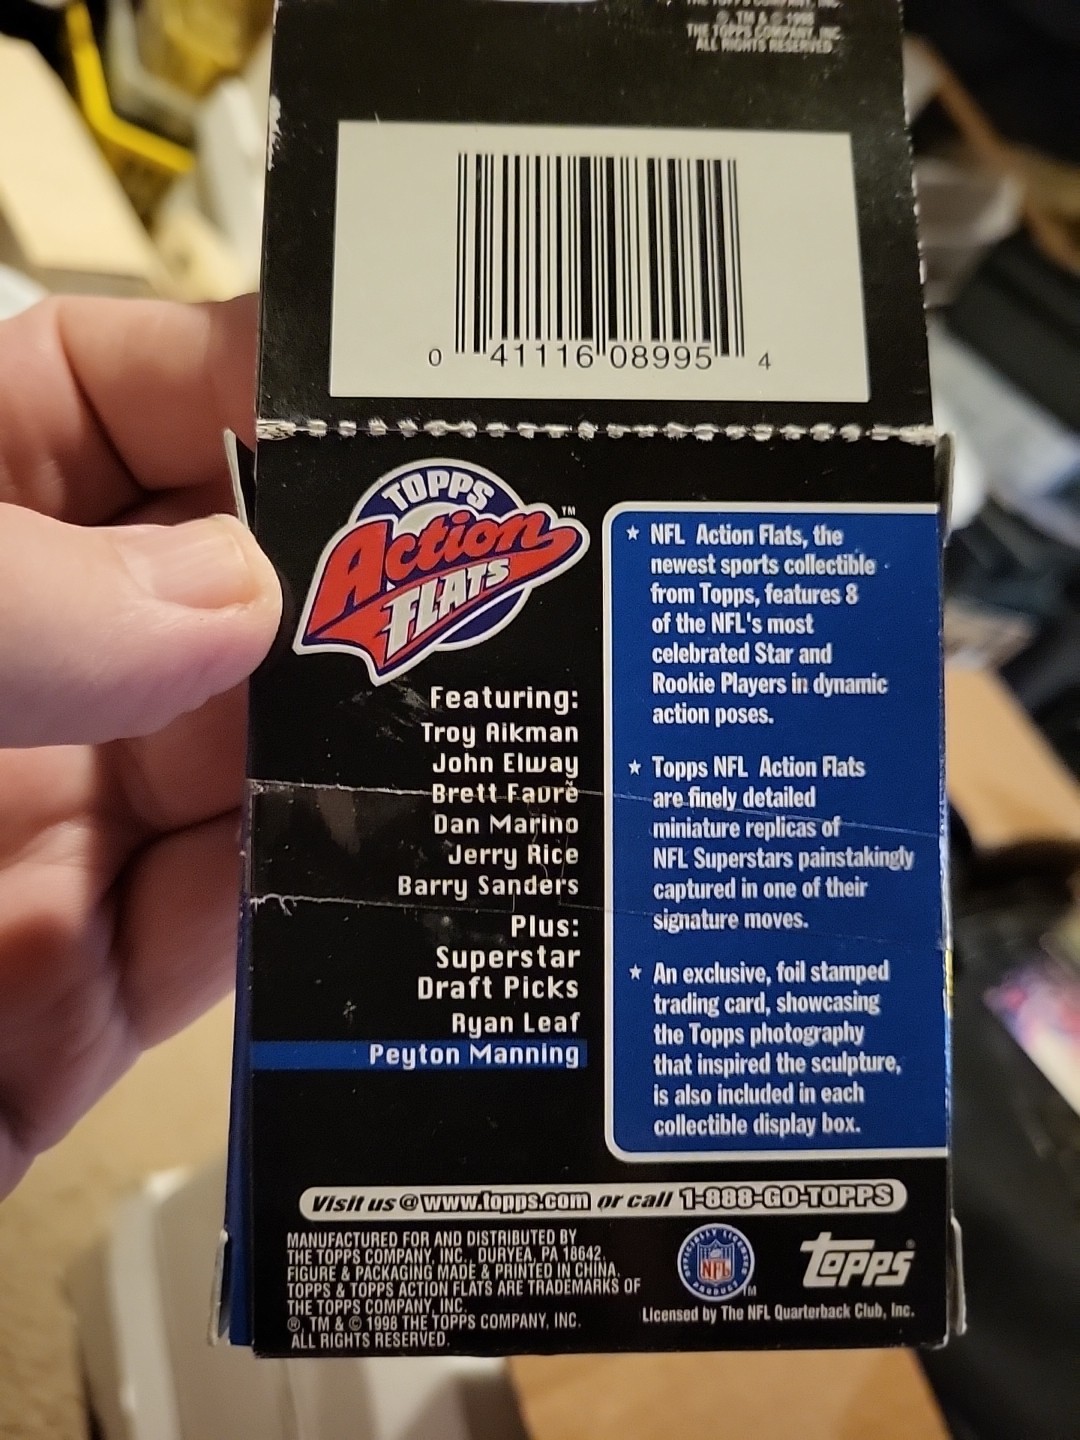 THE TOPPS COMPANY, INC.
®, TM & © 1998
THE TOPPS COMPANY, INC.
ALL RIGHTS RESERVED.
0 41116 08995 4
TOPPS
Action
FLATS
™
Featuring:
Troy Aikman
John Elway
Brett Favre
Dan Marino
Jerry Rice
Barry Sanders
Plus:
Superstar
Draft Picks
Ryan Leaf
Peyton Manning
★ NFL Action Flats, the
newest sports collectible
from Topps, features 8
of the NFL's most
celebrated Star and
Rookie Players in dynamic
action poses.
★ Topps NFL Action Flats
are finely detailed
miniature replicas of
NFL Superstars painstakingly
captured in one of their
signature moves.
★ An exclusive, foil stamped
trading card, showcasing
the Topps photography
that inspired the sculpture,
is also included in each
collectible display box.
Visit us @ www.topps.com or call 1-888-GO-TOPPS
MANUFACTURED FOR AND DISTRIBUTED BY
THE TOPPS COMPANY, INC., DURYEA, PA 18642.
FIGURE & PACKAGING MADE & PRINTED IN CHINA.
TOPPS & TOPPS ACTION FLATS ARE TRADEMARKS OF
THE TOPPS COMPANY, INC.
®, TM & © 1998 THE TOPPS COMPANY, INC.
ALL RIGHTS RESERVED.
OFFICIALLY LICENSED
NFL
PRODUCT
TM
TOPPS®
Licensed by The NFL Quarterback Club, Inc.